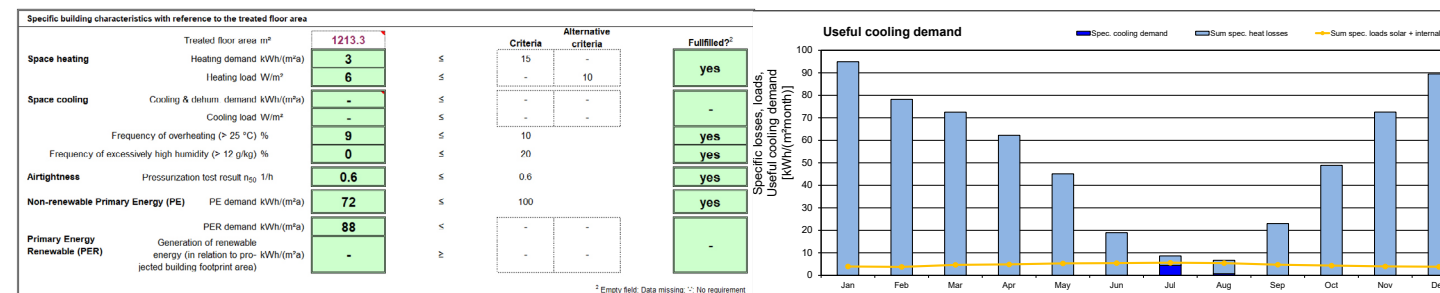 Specific building characteristics with reference to the treated floor area
Treated floor area m² 1213.3 Criteria Alternative criteria Fullfilled?²
Space heating Heating demand kWh/(m²a) 3 ≤ 15 - yes
Heating load W/m² 6 ≤ - 10
Space cooling Cooling & dehum demand kWh/(m²a) - ≤ - - -
Cooling load W/m² - ≤ - -
Frequency of overheating (> 25 °C) % 9 ≤ 10 yes
Frequency of excessively high humidity (> 12 g/kg) % 0 ≤ 20 yes
Airtightness Pressurization test result n50 1/h 0.6 ≤ 0.6 yes
Non-renewable Primary Energy (PE) PE demand kWh/(m²a) 72 ≤ 100 yes
PER demand kWh/(m²a) 88 ≤ - - -
Primary Energy
Renewable (PER)
Generation of renewable
energy (in relation to pro- kWh/(m²a) - ≥ - -
jected building footprint area)
² Empty field: Data missing; '-': No requirement
Useful cooling demand
Spec. cooling demand Sum spec. heat losses Sum spec. loads solar + internal
Specific losses, loads,
Useful cooling demand
[kWh/(m²month)]
100
90
80
70
60
50
40
30
20
10
0
Jan Feb Mar Apr May Jun Jul Aug Sep Oct Nov De